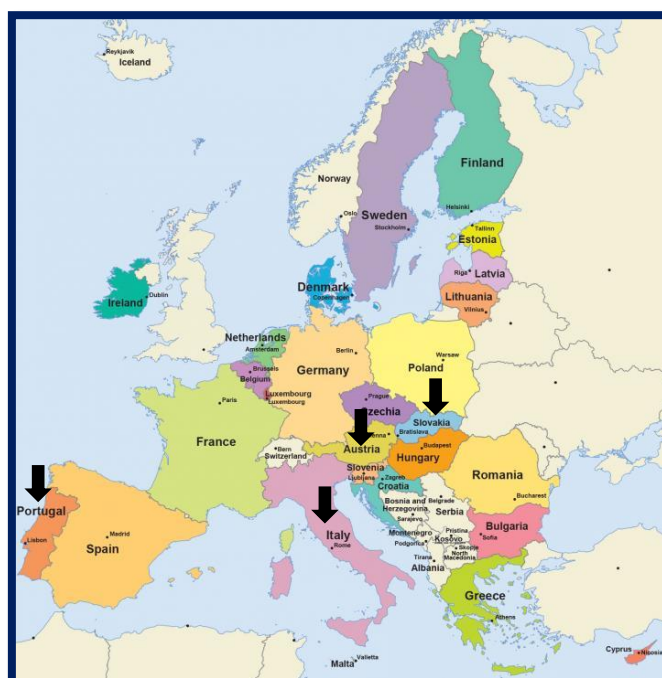 Reykjavik
Iceland
Finland
Norway
Helsinki
Oslo
Sweden
Stockholm
Tallinn
Estonia
Riga
Latvia
Denmark
Copenhagen
Ireland
Dublin
Lithuania
Vilnius
Netherlands
Amsterdam
Berlin
Warsaw
Germany
Poland
Brussels
Belgium
Luxembourg
Luxembourg
Prague
Czechia
Paris
Slovakia
Bratislava
France
Bern
Switzerland
Austria
Budapest
Hungary
Slovenia
Ljubljana
Zagreb
Croatia
Romania
Bucharest
Bosnia and
Herzegovina
Sarajevo
Belgrade
Serbia
Portugal
Lisbon
Madrid
Spain
Italy
Rome
Montenegro
Podgorica
Pristina
Kosovo
Bulgaria
Sofia
Skopje
North
Macedonia
Tirana
Albania
Greece
Athens
Malta
Valletta
Cyprus
Nicosia